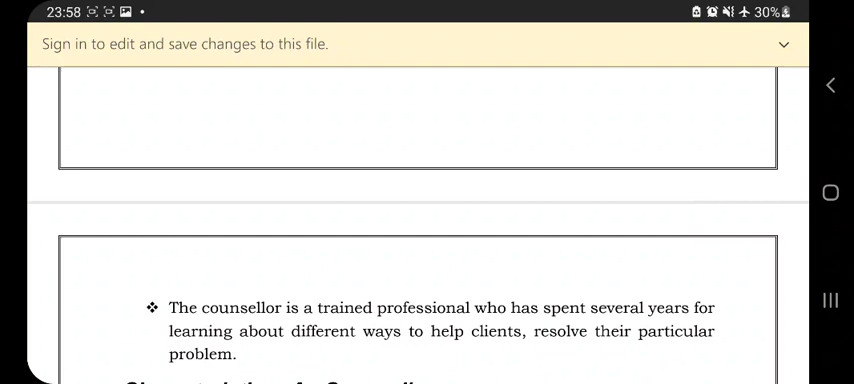 23:58 30%
Sign in to edit and save changes to this file.
❖ The counsellor is a trained professional who has spent several years for
learning about different ways to help clients, resolve their particular
problem.